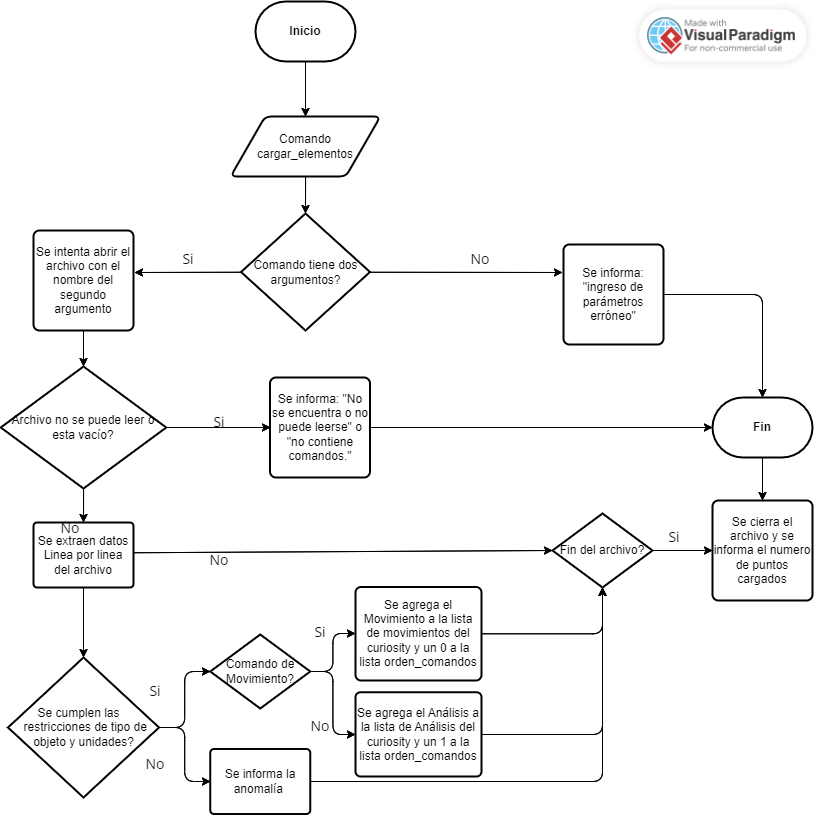 Inicio
Made with
VisualParadigm
For non-commercial use
Comando
cargar_elementos
Comando tiene dos
argumentos?
Si
No
Se intenta abrir el
archivo con el
nombre del
segundo
argumento
Se informa:
"ingreso de
parámetros
erróneo"
Archivo no se puede leer o
esta vacío?
Si
Se informa: "No
se encuentra o no
puede leerse" o
"no contiene
comandos."
Fin
No
Se extraen datos
Linea por linea
del archivo
No
Fin del archivo?
Si
Se cierra el
archivo y se
informa el numero
de puntos
cargados
Se cumplen las
restricciones de tipo de
objeto y unidades?
Si
No
Comando de
Movimiento?
Si
No
Se agrega el
Movimiento a la lista
de movimientos del
curiosity y un 0 a la
lista orden_comandos
Se agrega el Análisis a
la lista de Análisis del
curiosity y un 1 a la
lista orden_comandos
Se informa la
anomalía